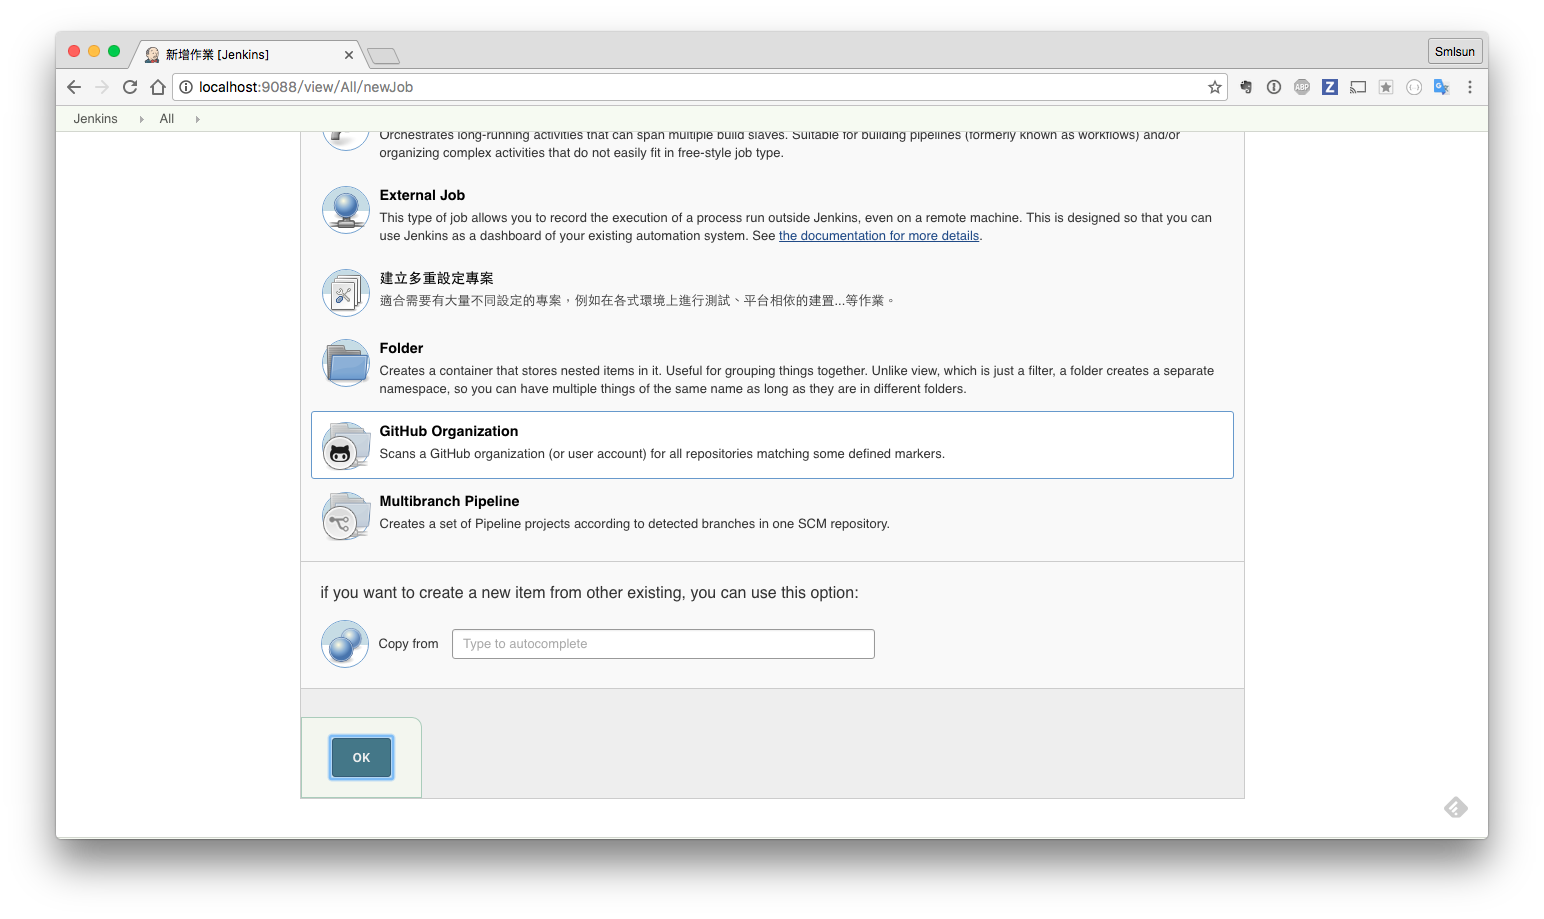 新增作業 [Jenkins]
Smlsun
localhost:9088/view/All/newJob
ABP
Z
Jenkins
All
Orchestrates long-running activities that can span multiple build slaves. Suitable for building pipelines (formerly known as workflows) and/or
organizing complex activities that do not easily fit in free-style job type.
External Job
This type of job allows you to record the execution of a process run outside Jenkins, even on a remote machine. This is designed so that you can
use Jenkins as a dashboard of your existing automation system. See the documentation for more details.
建立多重設定專案
適合需要有大量不同設定的專案，例如在各式環境上進行測試、平台相依的建置...等作業。
Folder
Creates a container that stores nested items in it. Useful for grouping things together. Unlike view, which is just a filter, a folder creates a separate
namespace, so you can have multiple things of the same name as long as they are in different folders.
GitHub Organization
Scans a GitHub organization (or user account) for all repositories matching some defined markers.
Multibranch Pipeline
Creates a set of Pipeline projects according to detected branches in one SCM repository.
if you want to create a new item from other existing, you can use this option:
Copy from
Type to autocomplete
OK